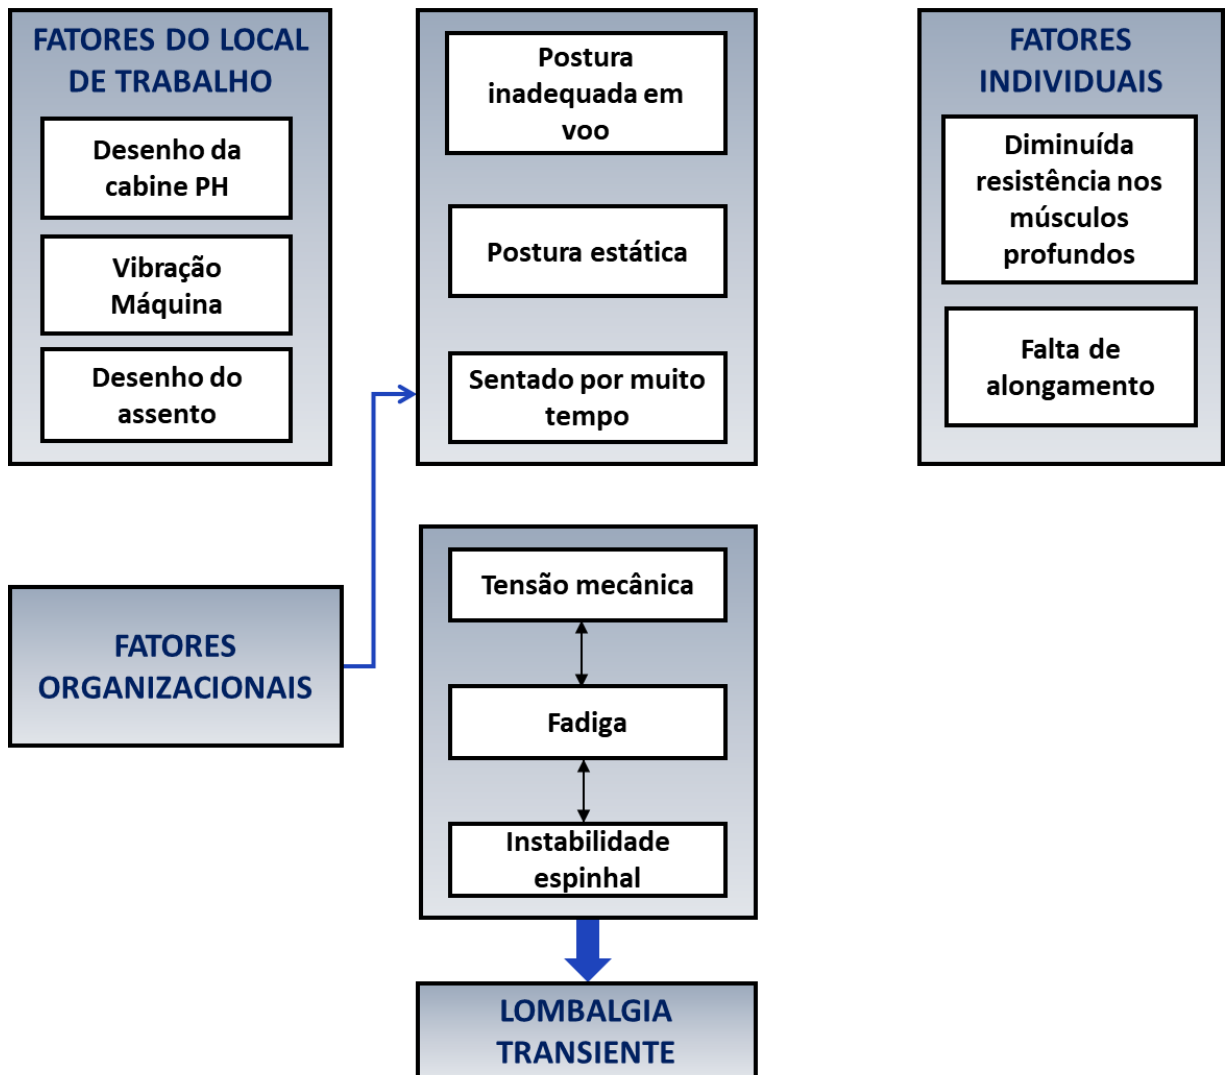 FATORES DO LOCAL
DE TRABALHO
Desenho da
cabine PH
Vibração
Máquina
Desenho do
assento
Postura
inadequada em
voo
Postura estática
Sentado por muito
tempo
FATORES
INDIVIDUAIS
Diminuída
resistência nos
músculos
profundos
Falta de
alongamento
FATORES
ORGANIZACIONAIS
Tensão mecânica
Fadiga
Instabilidade
espinhal
LOMBALGIA
TRANSIENTE